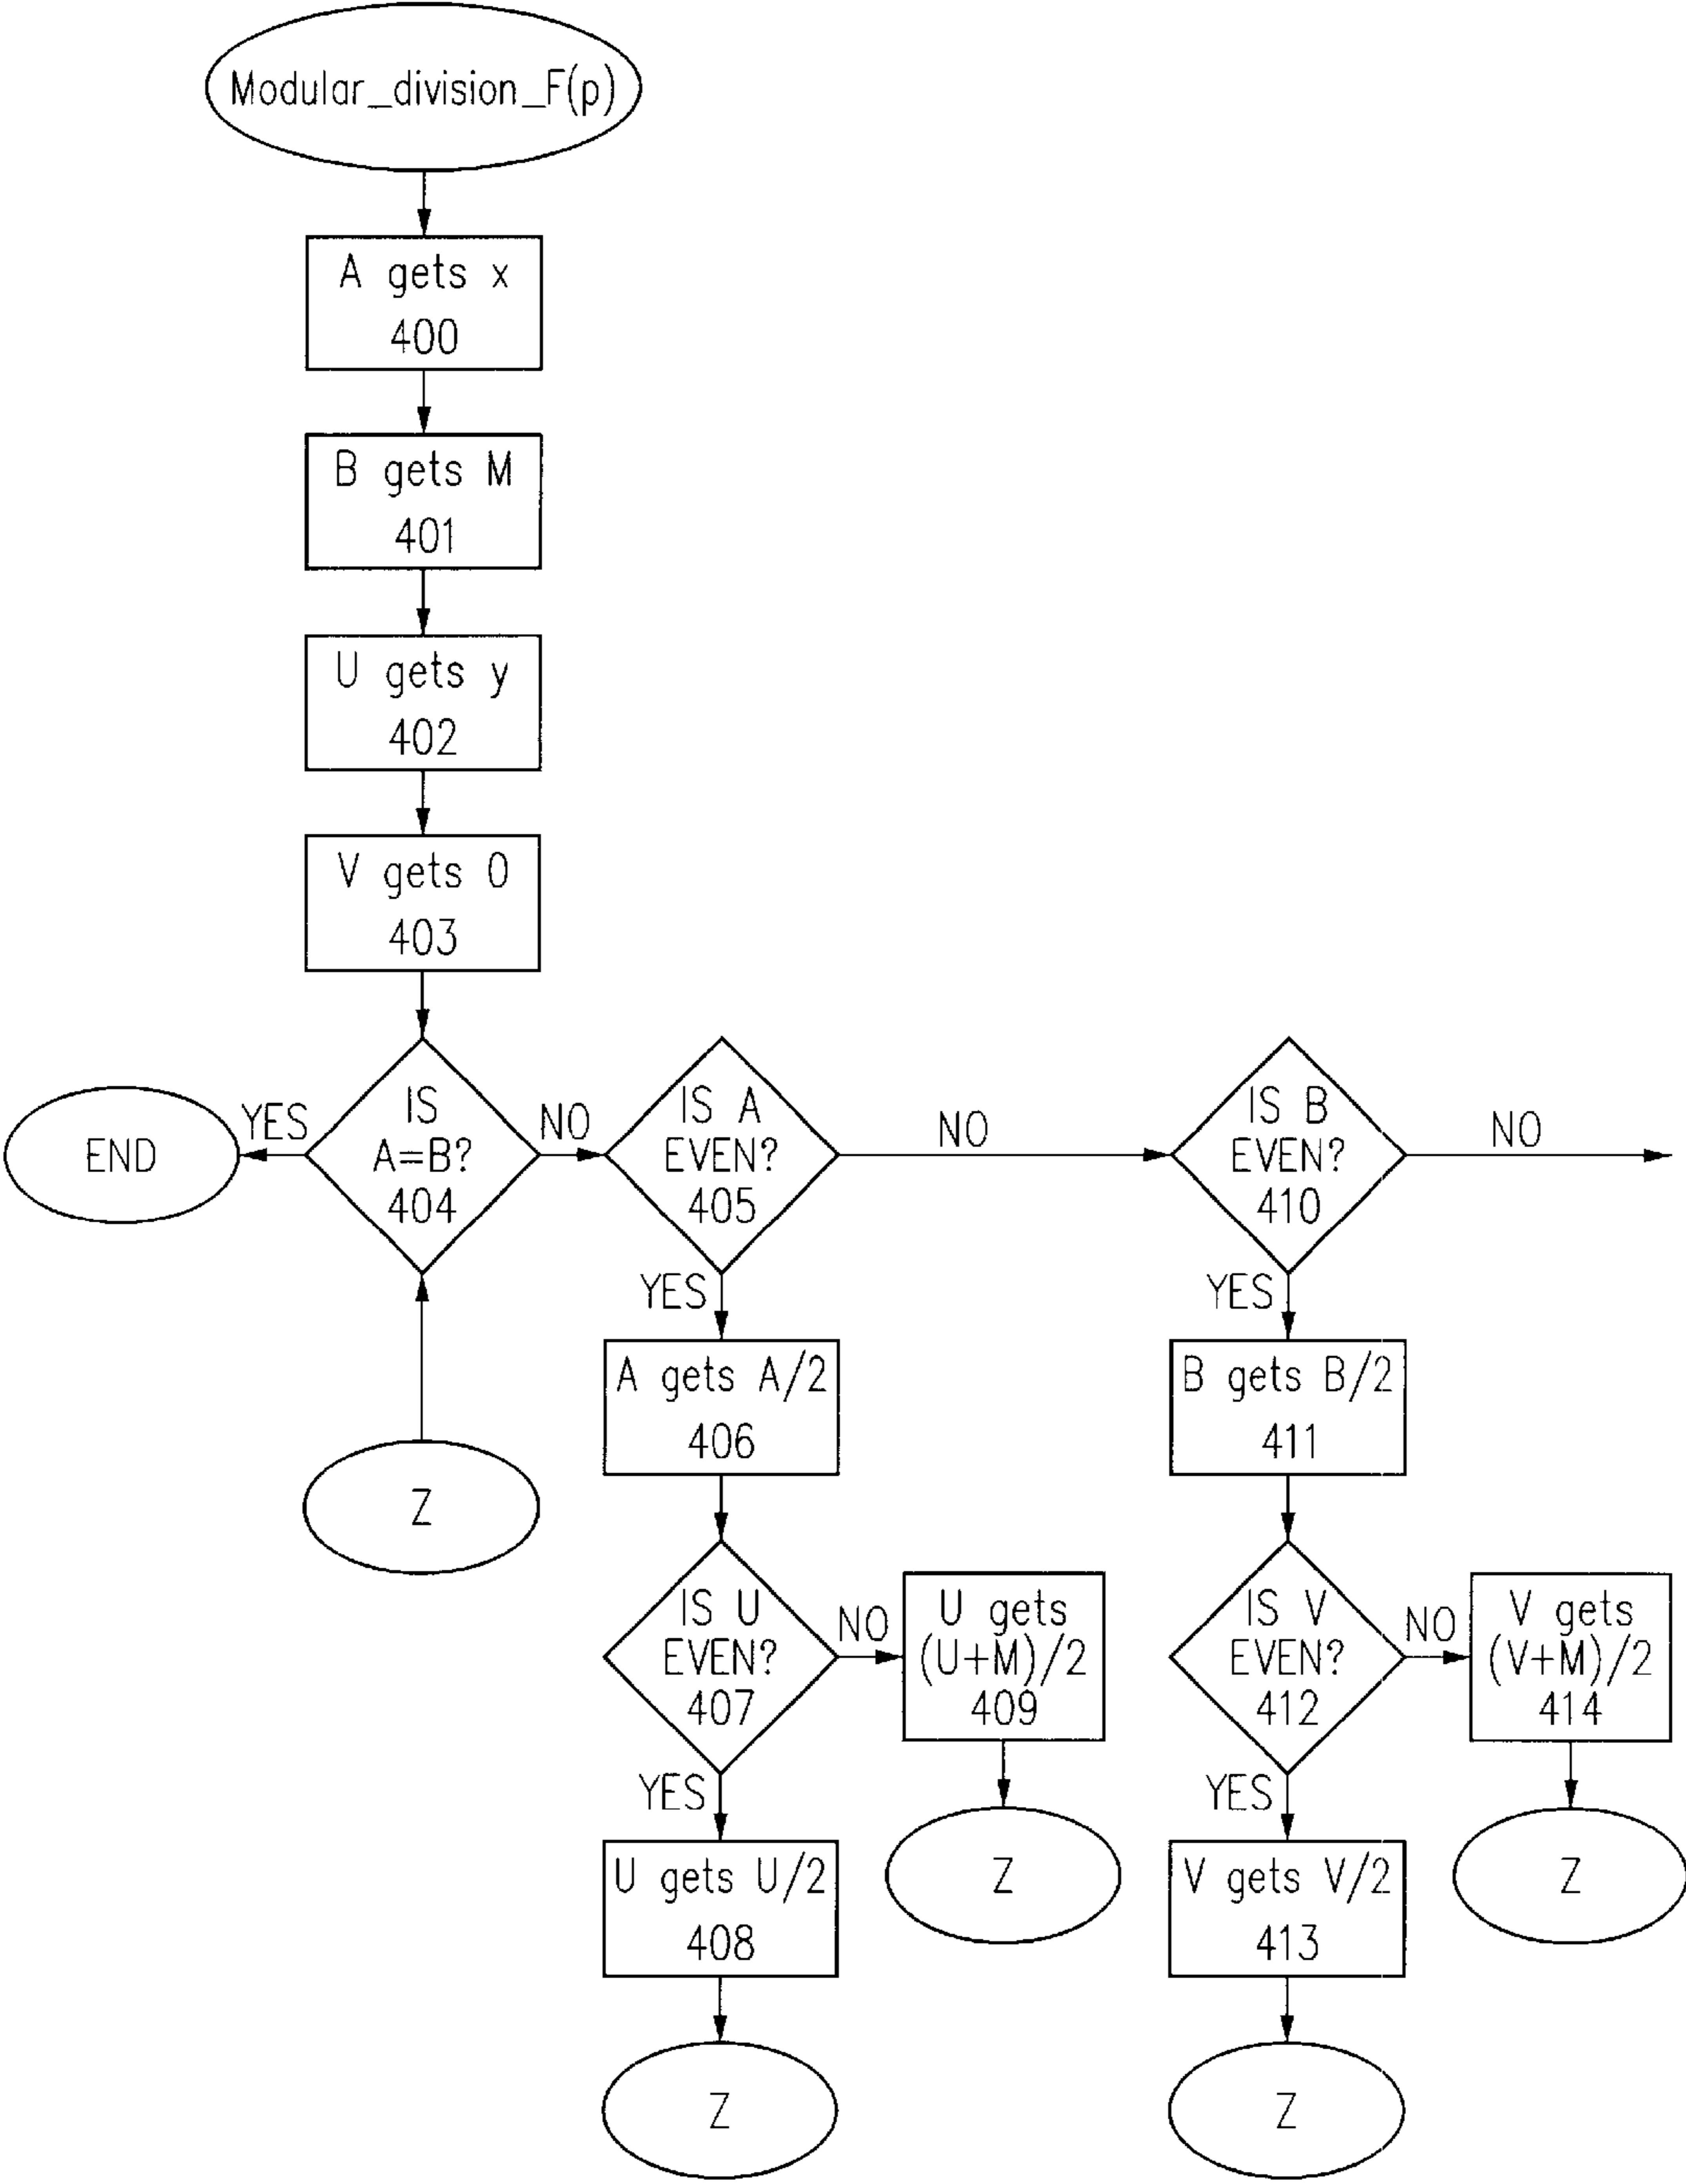 Modular_division_F(p)
A gets x
400
B gets M
401
U gets y
402
V gets 0
403
END
YES
IS
A=B?
404
NO
IS A
EVEN?
405
NO
IS B
EVEN?
410
NO
Z
YES
A gets A/2
406
IS U
EVEN?
407
NO
U gets
(U+M)/2
409
Z
YES
U gets U/2
408
Z
YES
B gets B/2
411
IS V
EVEN?
412
NO
V gets
(V+M)/2
414
Z
YES
V gets V/2
413
Z